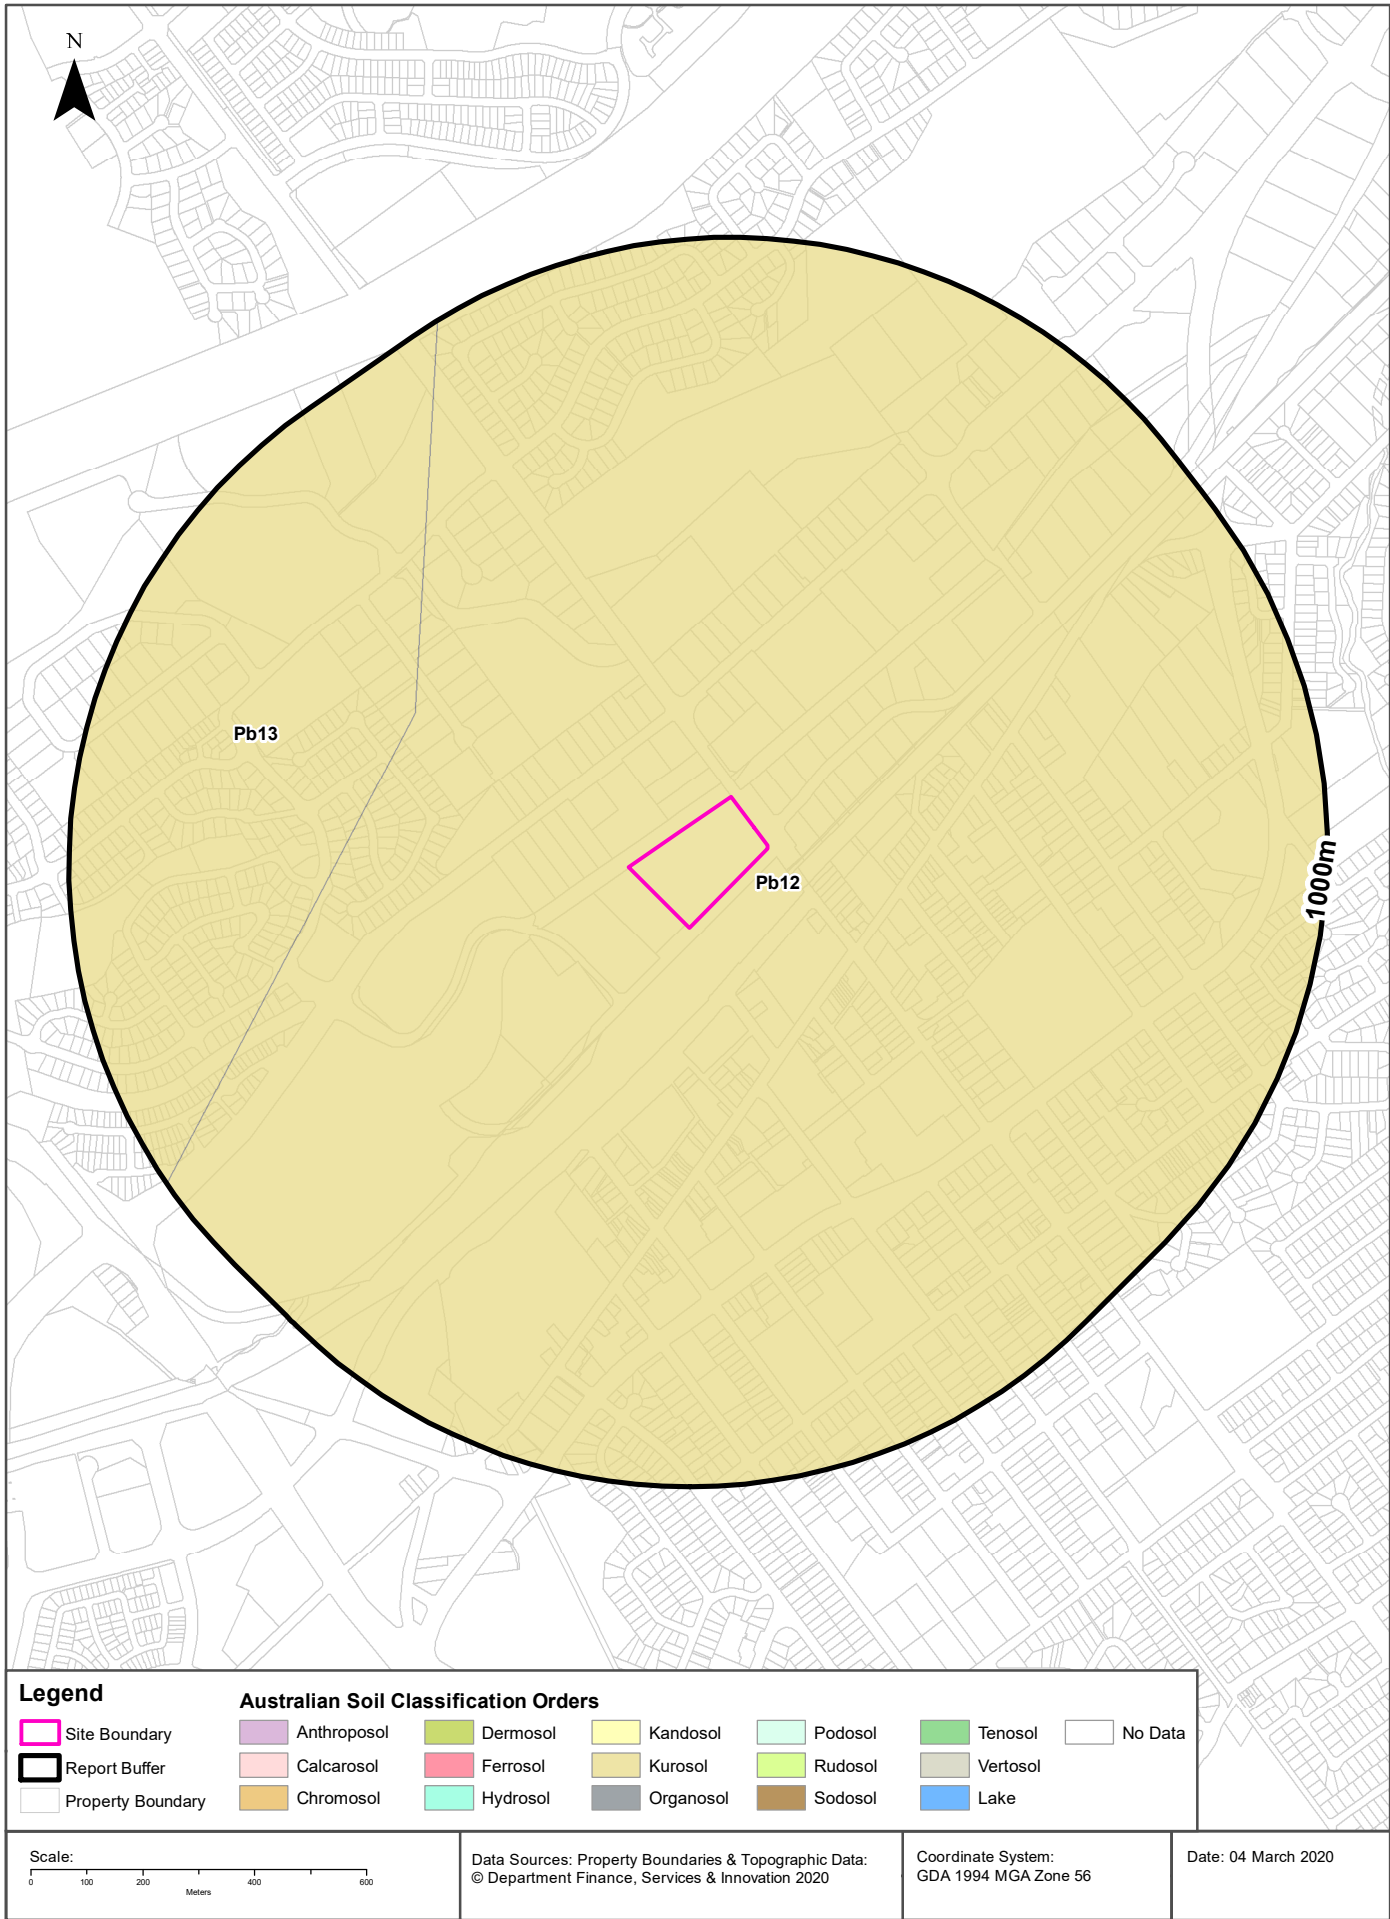 N
Pb13
Pb12
1000m
Legend
Site Boundary
Report Buffer
Property Boundary
Australian Soil Classification Orders
Anthroposol
Calcarosol
Chromosol
Dermosol
Ferrosol
Hydrosol
Kandosol
Kurosol
Organosol
Podosol
Rudosol
Sodosol
Tenosol
Vertosol
Lake
No Data
Scale:
0 100 200 400 600
Meters
Data Sources: Property Boundaries & Topographic Data:
© Department Finance, Services & Innovation 2020
Coordinate System:
GDA 1994 MGA Zone 56
Date: 04 March 2020